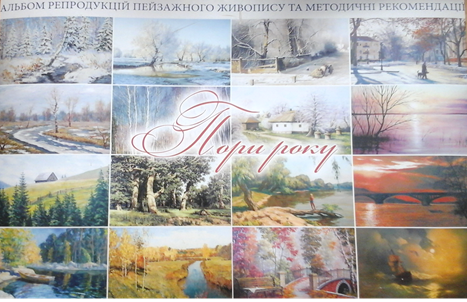 АЛЬБОМ РЕПРОДУКЦІЙ ПЕЙЗАЖНОГО ЖИВОПИСУ ТА МЕТОДИЧНІ РЕКОМЕНДАЦІЇ
Пори року